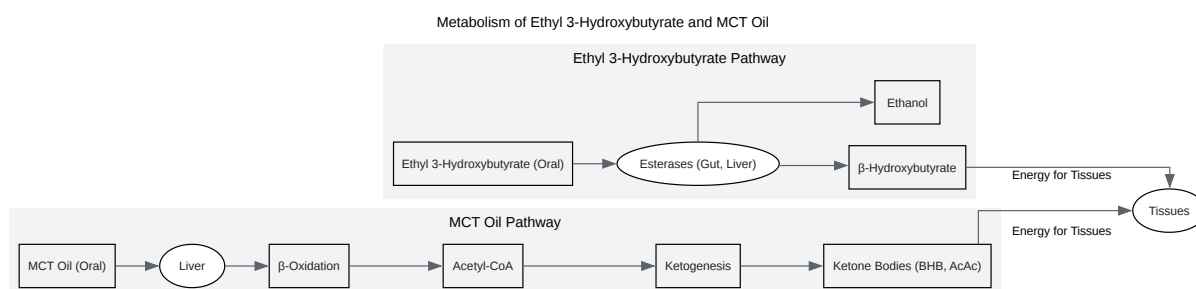 Metabolism of Ethyl 3-Hydroxybutyrate and MCT Oil
Ethyl 3-Hydroxybutyrate Pathway
Ethanol
Ethyl 3-Hydroxybutyrate (Oral)
Esterases (Gut, Liver)
β-Hydroxybutyrate
Energy for Tissues
Tissues
MCT Oil Pathway
Energy for Tissues
MCT Oil (Oral)
Liver
β-Oxidation
Acetyl-CoA
Ketogenesis
Ketone Bodies (BHB, AcAc)